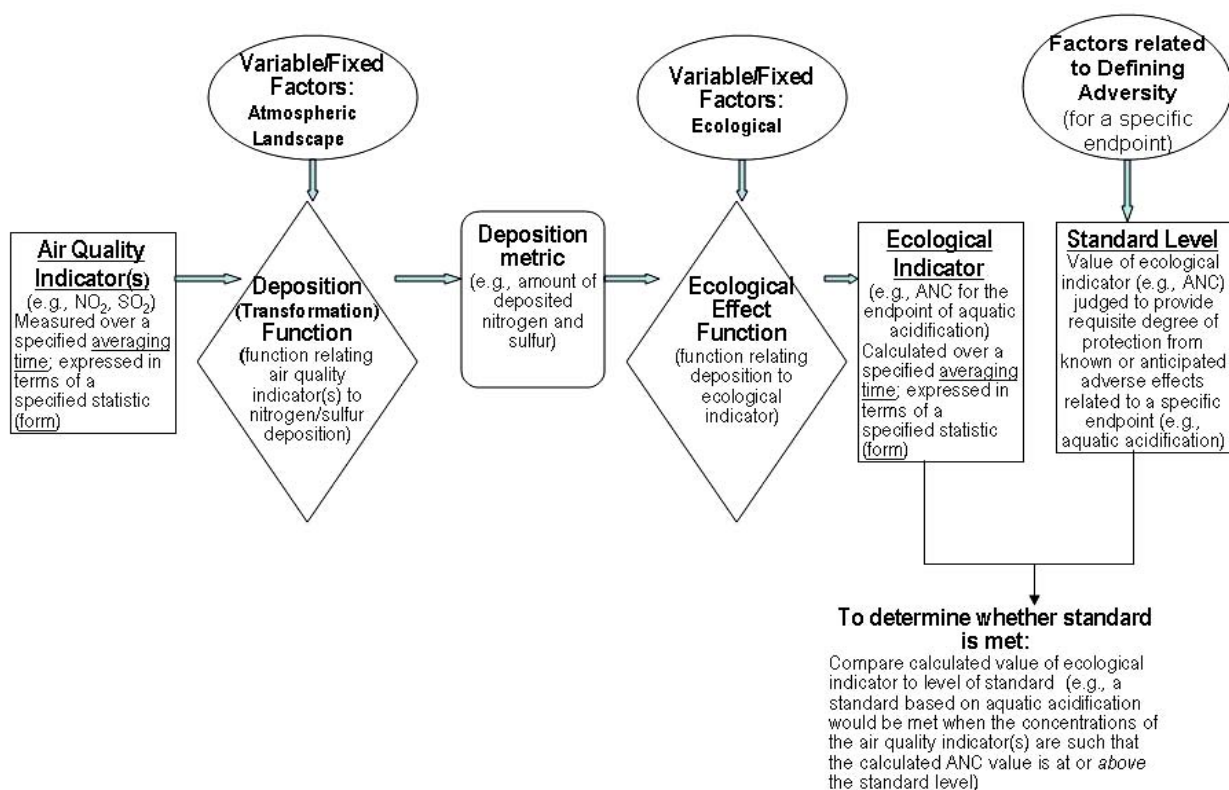 Variable/Fixed
Factors:
Atmospheric
Landscape
Variable/Fixed
Factors:
Ecological
Factors related
to Defining
Adversity
(for a specific
endpoint)
Air Quality
Indicator(s)
(e.g., NO₂, SO₂)
Measured over a
specified averaging
time; expressed in
terms of a
specified statistic
(form)
Deposition
(Transformation)
Function
(function relating
air quality
indicator(s) to
nitrogen/sulfur
deposition)
Deposition
metric
(e.g., amount of
deposited
nitrogen and
sulfur)
Ecological
Effect
Function
(function relating
deposition to
ecological
indicator)
Ecological
Indicator
(e.g., ANC for the
endpoint of aquatic
acidification)
Calculated over a
specified averaging
time; expressed in
terms of a
specified statistic
(form)
Standard Level
Value of ecological
indicator (e.g., ANC)
judged to provide
requisite degree of
protection from
known or anticipated
adverse effects
related to a specific
endpoint (e.g.,
aquatic acidification)
To determine whether standard
is met:
Compare calculated value of ecological
indicator to level of standard (e.g., a
standard based on aquatic acidification
would be met when the concentrations of
the air quality indicator(s) are such that
the calculated ANC value is at or above
the standard level)